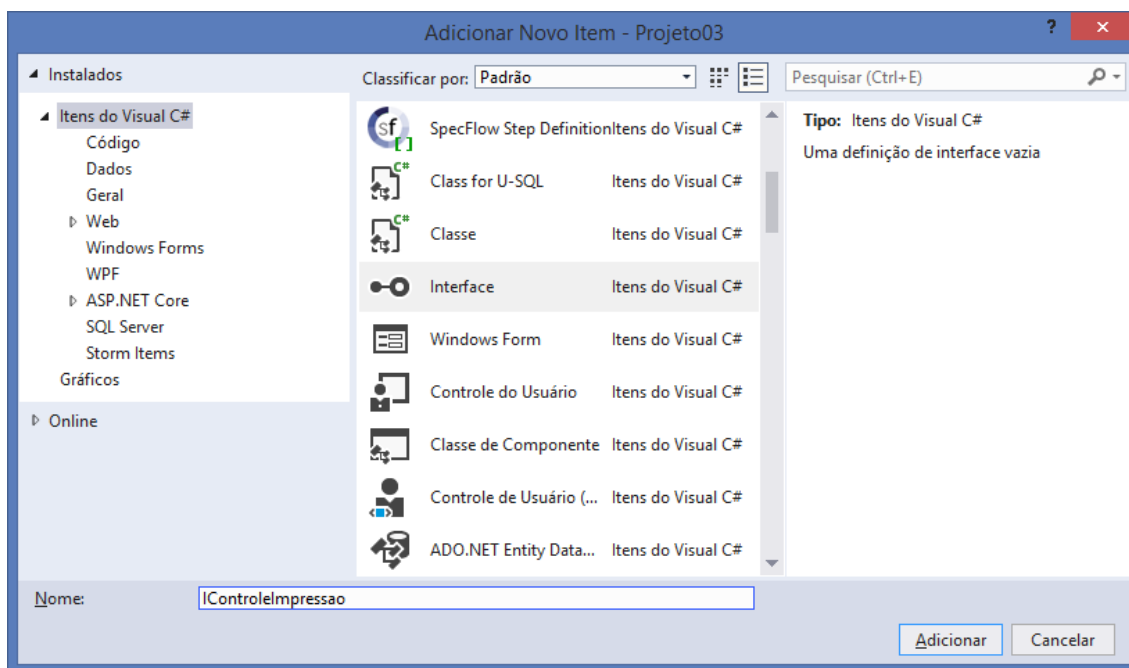 Adicionar Novo Item - Projeto03
?
Instalados
Classificar por: Padrão
Pesquisar (Ctrl+E)
Itens do Visual C#
Código
Dados
Geral
Web
Windows Forms
WPF
ASP.NET Core
SQL Server
Storm Items
Gráficos
Online
SpecFlow Step Definition Itens do Visual C#
Class for U-SQL Itens do Visual C#
Classe Itens do Visual C#
Interface Itens do Visual C#
Windows Form Itens do Visual C#
Controle do Usuário Itens do Visual C#
Classe de Componente Itens do Visual C#
Controle de Usuário (... Itens do Visual C#
ADO.NET Entity Data... Itens do Visual C#
Tipo: Itens do Visual C#
Uma definição de interface vazia
Nome: IControleImpressao
Adicionar
Cancelar